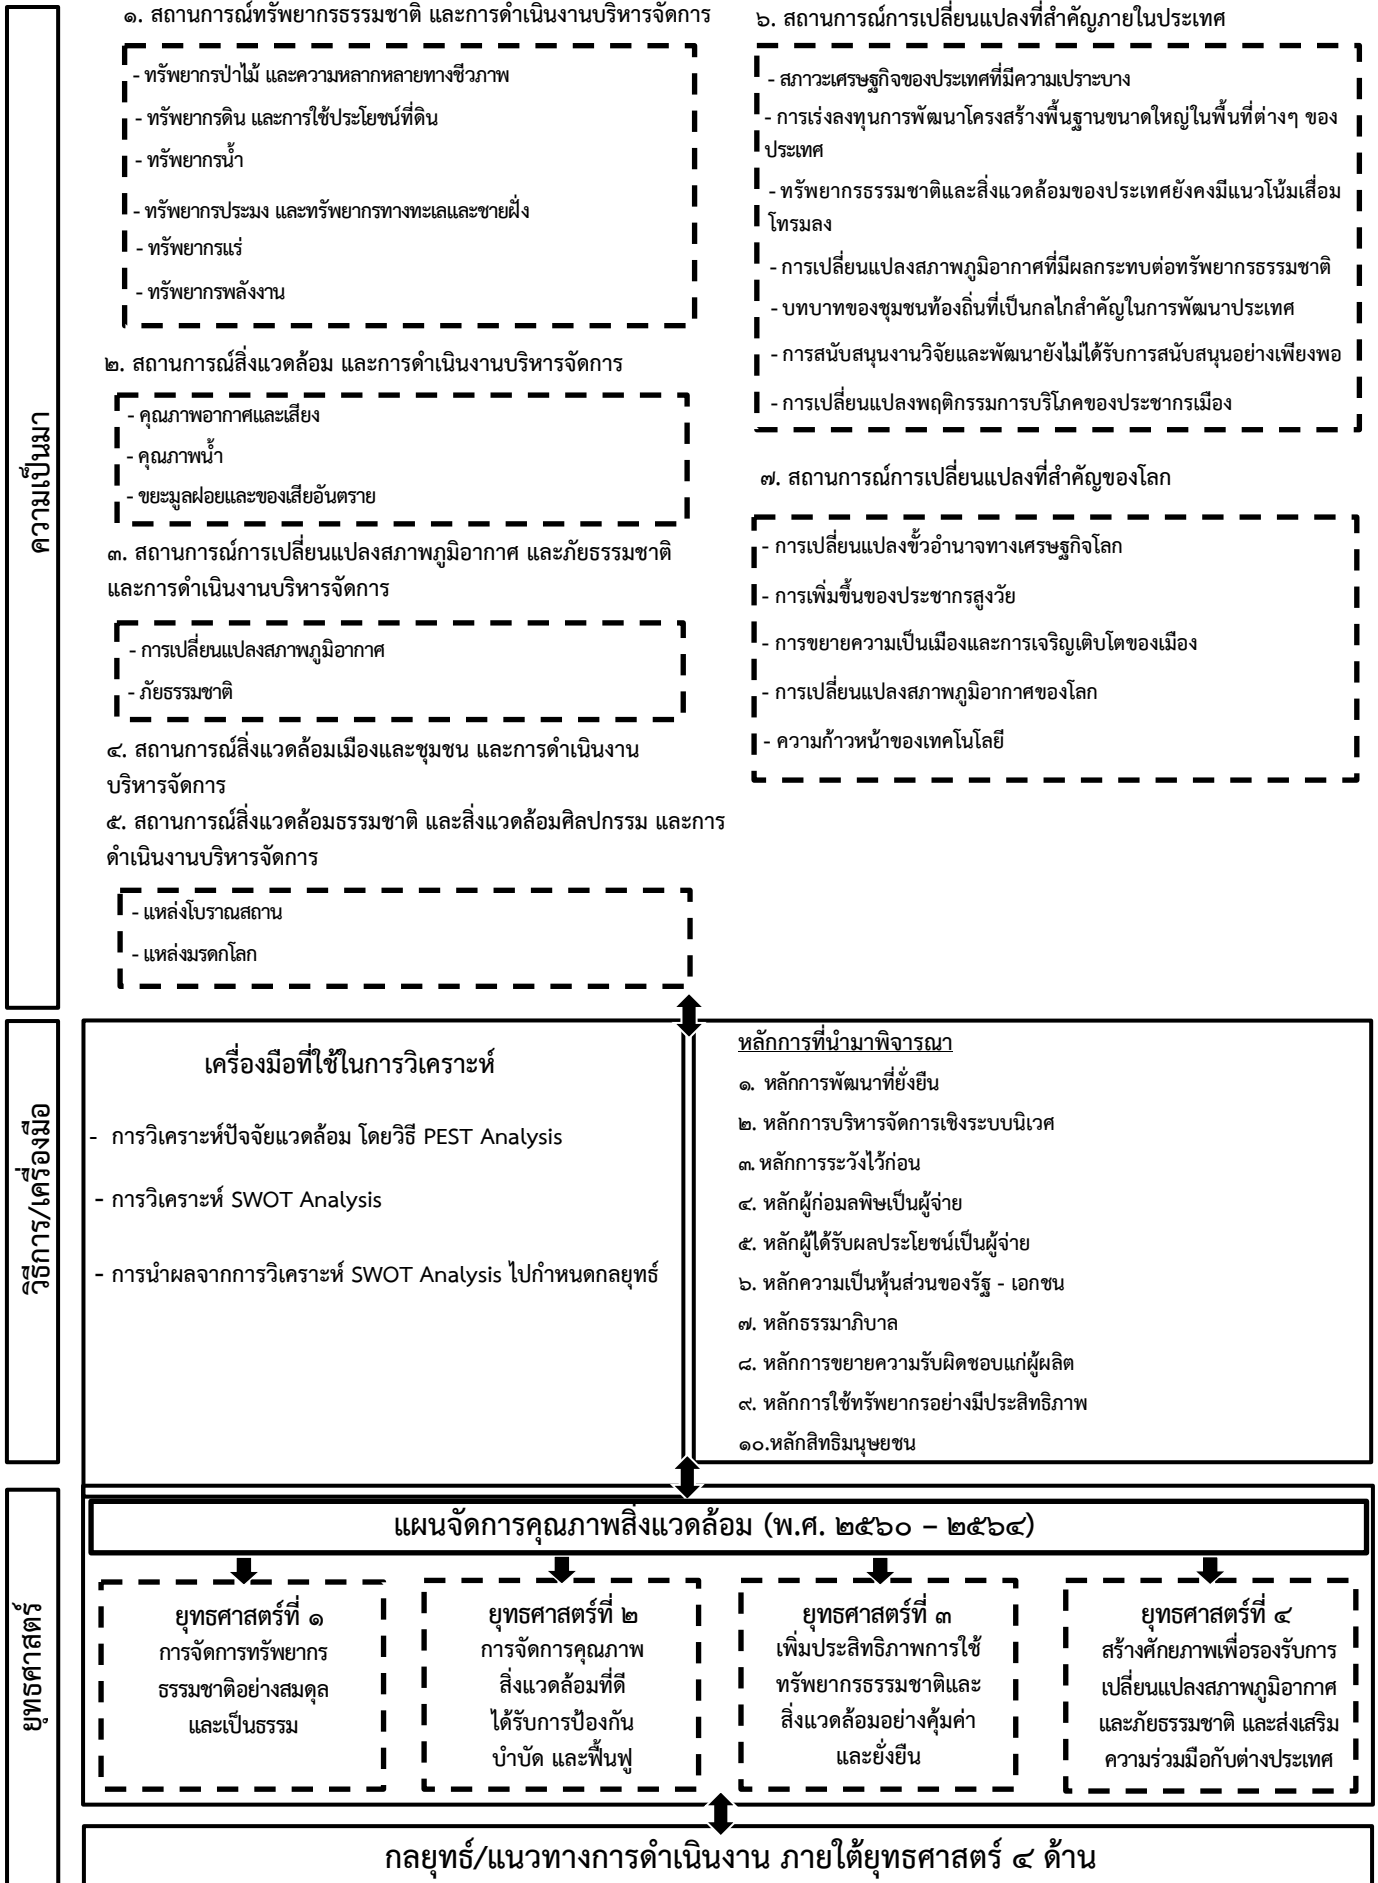 ความเป็นมา
๑. สถานการณ์ทรัพยากรธรรมชาติ และการดำเนินงานบริหารจัดการ
- ทรัพยากรป่าไม้ และความหลากหลายทางชีวภาพ
- ทรัพยากรดิน และการใช้ประโยชน์ที่ดิน
- ทรัพยากรน้ำ
- ทรัพยากรประมง และทรัพยากรทางทะเลและชายฝั่ง
- ทรัพยากรแร่
- ทรัพยากรพลังงาน
๒. สถานการณ์สิ่งแวดล้อม และการดำเนินงานบริหารจัดการ
- คุณภาพอากาศและเสียง
- คุณภาพน้ำ
- ขยะมูลฝอยและของเสียอันตราย
๓. สถานการณ์การเปลี่ยนแปลงสภาพภูมิอากาศ และภัยธรรมชาติ
และการดำเนินงานบริหารจัดการ
- การเปลี่ยนแปลงสภาพภูมิอากาศ
- ภัยธรรมชาติ
๔. สถานการณ์สิ่งแวดล้อมเมืองและชุมชน และการดำเนินงาน
บริหารจัดการ
๕. สถานการณ์สิ่งแวดล้อมธรรมชาติ และสิ่งแวดล้อมศิลปกรรม และการ
ดำเนินงานบริหารจัดการ
- แหล่งโบราณสถาน
- แหล่งมรดกโลก
๖. สถานการณ์การเปลี่ยนแปลงที่สำคัญภายในประเทศ
- สภาวะเศรษฐกิจของประเทศที่มีความเปราะบาง
- การเร่งลงทุนการพัฒนาโครงสร้างพื้นฐานขนาดใหญ่ในพื้นที่ต่างๆ ของ
ประเทศ
- ทรัพยากรธรรมชาติและสิ่งแวดล้อมของประเทศยังคงมีแนวโน้มเสื่อม
โทรมลง
- การเปลี่ยนแปลงสภาพภูมิอากาศที่มีผลกระทบต่อทรัพยากรธรรมชาติ
- บทบาทของชุมชนท้องถิ่นที่เป็นกลไกสำคัญในการพัฒนาประเทศ
- การสนับสนุนงานวิจัยและพัฒนายังไม่ได้รับการสนับสนุนอย่างเพียงพอ
- การเปลี่ยนแปลงพฤติกรรมการบริโภคของประชากรเมือง
๗. สถานการณ์การเปลี่ยนแปลงที่สำคัญของโลก
- การเปลี่ยนแปลงขั้วอำนาจทางเศรษฐกิจโลก
- การเพิ่มขึ้นของประชากรสูงวัย
- การขยายความเป็นเมืองและการเจริญเติบโตของเมือง
- การเปลี่ยนแปลงสภาพภูมิอากาศของโลก
- ความก้าวหน้าของเทคโนโลยี
วิธีการ/เครื่องมือ
เครื่องมือที่ใช้ในการวิเคราะห์
- การวิเคราะห์ปัจจัยแวดล้อม โดยวิธี PEST Analysis
- การวิเคราะห์ SWOT Analysis
- การนำผลจากการวิเคราะห์ SWOT Analysis ไปกำหนดกลยุทธ์
หลักการที่นำมาพิจารณา
๑. หลักการพัฒนาที่ยั่งยืน
๒. หลักการบริหารจัดการเชิงระบบนิเวศ
๓. หลักการระวังไว้ก่อน
๔. หลักผู้ก่อมลพิษเป็นผู้จ่าย
๕. หลักผู้ได้รับผลประโยชน์เป็นผู้จ่าย
๖. หลักความเป็นหุ้นส่วนของรัฐ - เอกชน
๗. หลักธรรมาภิบาล
๘. หลักการขยายความรับผิดชอบแก่ผู้ผลิต
๙. หลักการใช้ทรัพยากรอย่างมีประสิทธิภาพ
๑๐.หลักสิทธิมนุษยชน
ยุทธศาสตร์
แผนจัดการคุณภาพสิ่งแวดล้อม (พ.ศ. ๒๕๖๐ – ๒๕๖๔)
ยุทธศาสตร์ที่ ๑
การจัดการทรัพยากร
ธรรมชาติอย่างสมดุล
และเป็นธรรม
ยุทธศาสตร์ที่ ๒
การจัดการคุณภาพ
สิ่งแวดล้อมที่ดี
ได้รับการป้องกัน
บำบัด และฟื้นฟู
ยุทธศาสตร์ที่ ๓
เพิ่มประสิทธิภาพการใช้
ทรัพยากรธรรมชาติและ
สิ่งแวดล้อมอย่างคุ้มค่า
และยั่งยืน
ยุทธศาสตร์ที่ ๔
สร้างศักยภาพเพื่อรองรับการ
เปลี่ยนแปลงสภาพภูมิอากาศ
และภัยธรรมชาติ และส่งเสริม
ความร่วมมือกับต่างประเทศ
กลยุทธ์/แนวทางการดำเนินงาน ภายใต้ยุทธศาสตร์ ๔ ด้าน